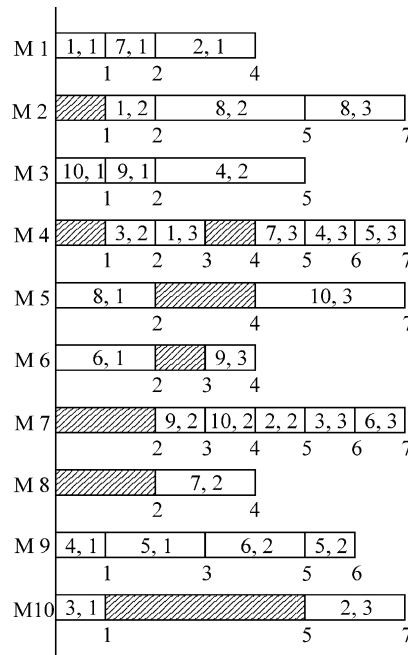 M 1 1, 1 7, 1 2, 1
1 2 4
M 2 1, 2 8, 2 8, 3
1 2 5 7
M 3 10, 1 9, 1 4, 2
1 2 5
M 4 3, 2 1, 3 7, 3 4, 3 5, 3
1 2 3 4 5 6 7
M 5 8, 1 10, 3
2 4 7
M 6 6, 1 9, 3
2 3 4
M 7 9, 2 10, 2 2, 2 3, 3 6, 3
2 3 4 5 6 7
M 8 7, 2
2 4
M 9 4, 1 5, 1 6, 2 5, 2
1 3 5 6
M10 3, 1 2, 3
1 5 7